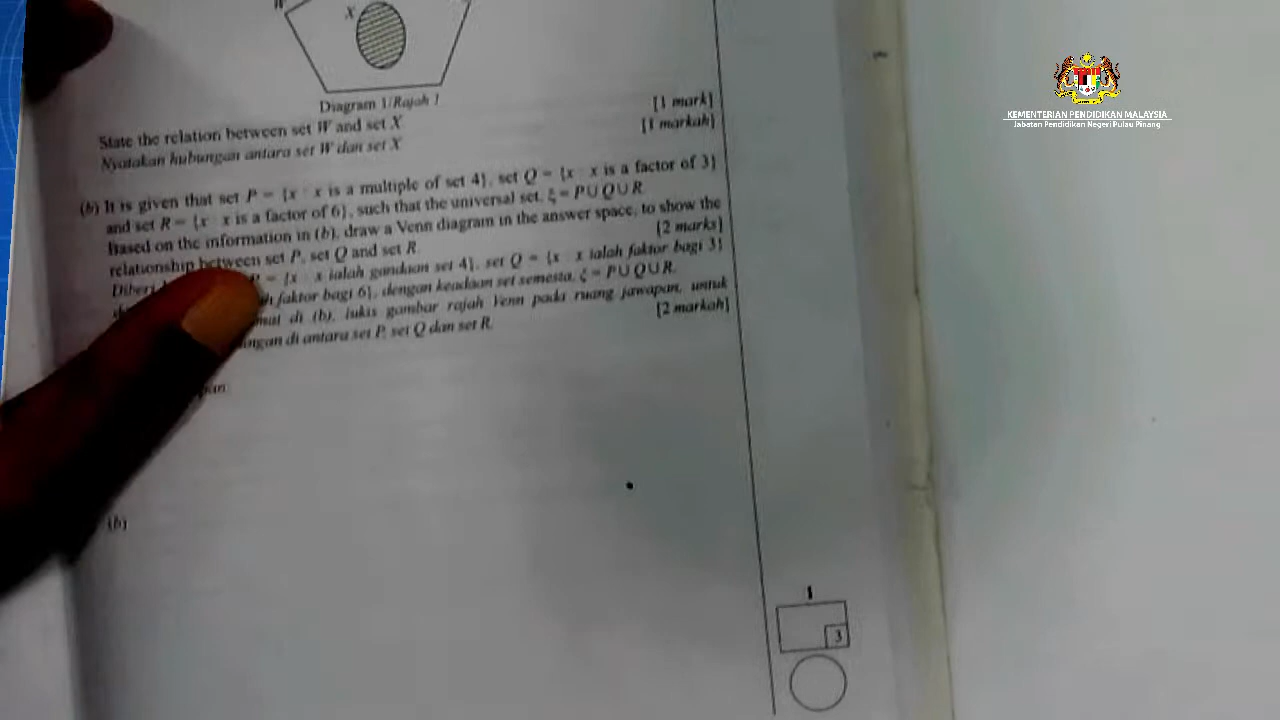 W
X
Diagram 1/Rajah 1
State the relation between set W and set X
[1 mark]
Nyatakan hubungan antara set W dan set X
[1 markah]
(b) It is given that set P = {x : x is a multiple of set 4}, set Q = {x : x is a factor of 3}
and set R = {x : x is a factor of 6}, such that the universal set, ξ = P∪Q∪R.
Based on the information in (b), draw a Venn diagram in the answer space, to show the
relationship between set P, set Q and set R.
[2 marks]
Diberi = {x : x ialah gandaan set 4}, set Q = {x : x ialah faktor bagi 3}
faktor bagi 6}, dengan keadaan set semesta, ξ = P∪Q∪R.
di (b), lukis gambar rajah Venn pada ruang jawapan, untuk
di antara set P, set Q dan set R.
[2 markah]
(b)
1
3
KEMENTERIAN PENDIDIKAN MALAYSIA
Jabatan Pendidikan Negeri Pulau Pinang